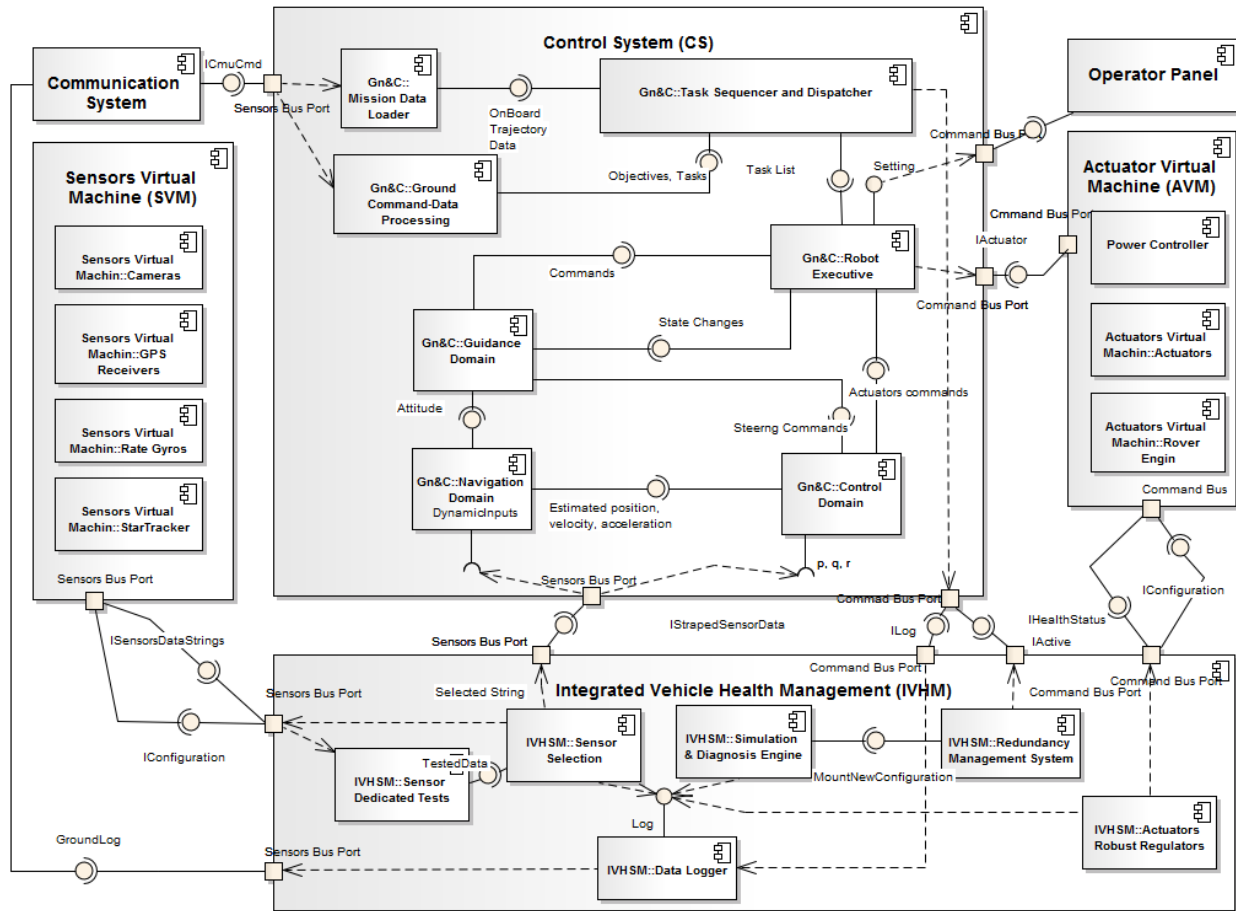 Control System (CS)
ICmuCmd
Communication
System
Sensors Bus Port
Gn&C::
Mission Data
Loader
OnBoard
Trajectory
Data
Gn&C::Task Sequencer and Dispatcher
Operator Panel
Command Bus Port
Gn&C::Ground
Command-Data
Processing
Objectives, Tasks
Task List
Setting
Sensors Virtual
Machine (SVM)
Sensors Virtual
Machin::Cameras
Sensors Virtual
Machin::GPS
Receivers
Sensors Virtual
Machin::Rate Gyros
Sensors Virtual
Machin::StarTracker
Sensors Bus Port
Actuator Virtual
Machine (AVM)
Cmmand Bus Port
IActuator
Command Bus Port
Power Controller
Actuators Virtual
Machin::Actuators
Actuators Virtual
Machin::Rover
Engin
Command Bus
Commands
Gn&C::Robot
Executive
State Changes
Gn&C::Guidance
Domain
Actuators commands
Attitude
Steerng Commands
Gn&C::Navigation
Domain
DynamicInputs
Estimated position,
velocity, acceleration
Gn&C::Control
Domain
p, q, r
Sensors Bus Port
Commad Bus Port
IConfiguration
IHealthStatus
ISensorsDataStrings
Sensors Bus Port
IStrapedSensorData
ILog
IActive
Command Bus Port
Command Bus Port
Sensors Bus Port
Selected String
Integrated Vehicle Health Management (IVHM)
Command Bus Port
IConfiguration
IVHSM::Sensor
Selection
IVHSM::Simulation
& Diagnosis Engine
IVHSM::Redundancy
Management System
TestedData
MountNewConfiguration
IVHSM::Sensor
Dedicated Tests
Log
IVHSM::Actuators
Robust Regulators
GroundLog
Sensors Bus Port
IVHSM::Data Logger